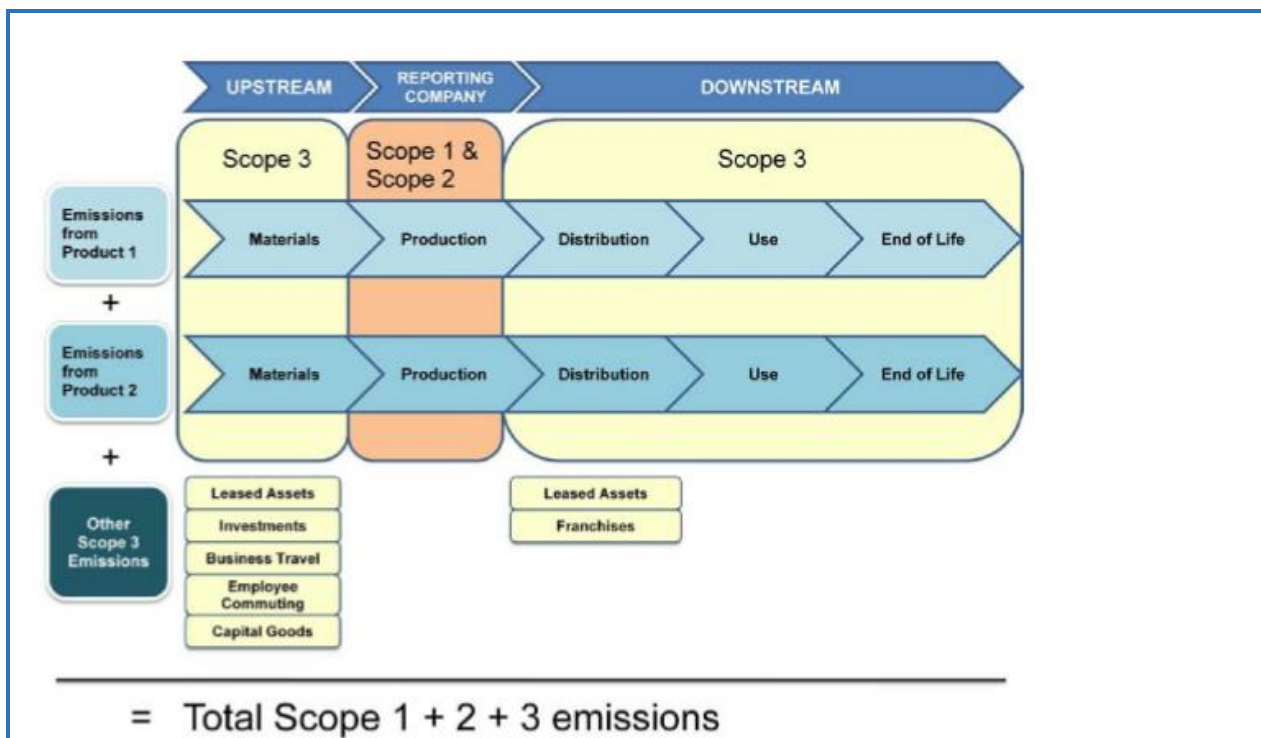 UPSTREAM
REPORTING
COMPANY
DOWNSTREAM
Scope 3
Scope 1 &
Scope 2
Scope 3
Emissions
from
Product 1
Materials
Production
Distribution
Use
End of Life
+
Emissions
from
Product 2
Materials
Production
Distribution
Use
End of Life
+
Other
Scope 3
Emissions
Leased Assets
Investments
Business Travel
Employee
Commuting
Capital Goods
Leased Assets
Franchises
= Total Scope 1 + 2 + 3 emissions